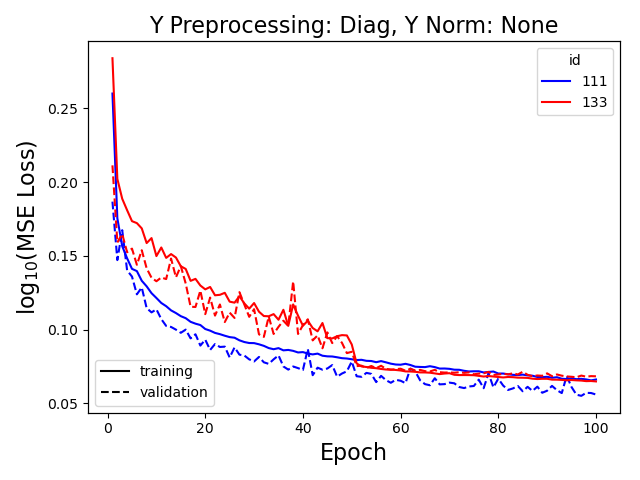 Y Preprocessing: Diag, Y Norm: None
log₁₀(MSE Loss)
0.25
0.20
0.15
0.10
0.05
id
111
133
training
validation
0
20
40
60
80
100
Epoch